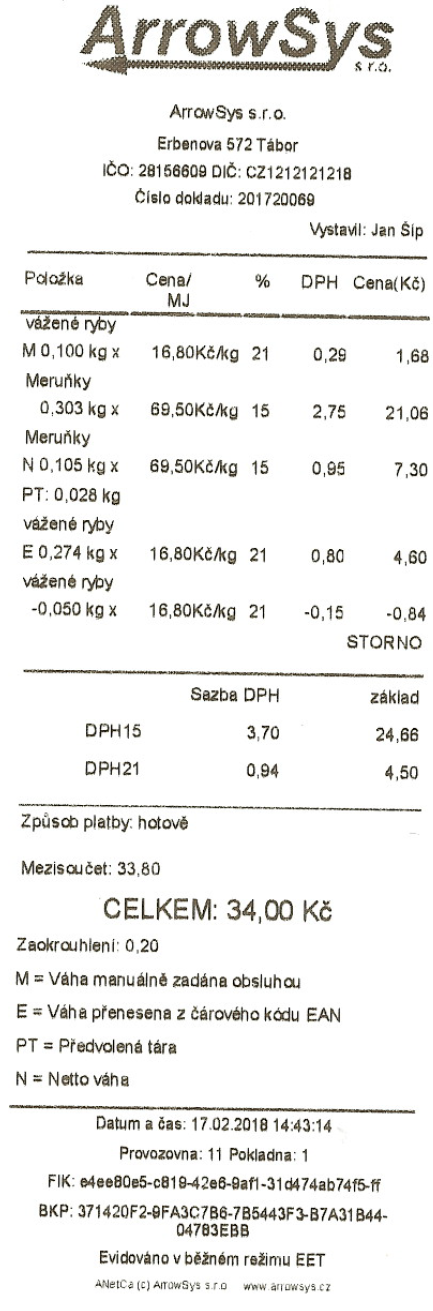 ArrowSys
s r.o.
ArrowSys s.r.o.
Erbenova 572 Tábor
IČO: 28156609 DIČ: CZ1212121218
Číslo dokladu: 201720069
Vystavil: Jan Šíp
Položka Cena/ % DPH Cena(Kč)
MJ
vážené ryby
M 0,100 kg x 16,80Kč/kg 21 0,29 1,68
Meruňky
0,303 kg x 69,50Kč/kg 15 2,75 21,06
Meruňky
N 0,105 kg x 69,50Kč/kg 15 0,95 7,30
PT: 0,028 kg
vážené ryby
E 0,274 kg x 16,80Kč/kg 21 0,80 4,60
vážené ryby
-0,050 kg x 16,80Kč/kg 21 -0,15 -0,84
STORNO
Sazba DPH základ
DPH15 3,70 24,66
DPH21 0,94 4,50
Způsob platby: hotově
Mezisoučet: 33,80
CELKEM: 34,00 Kč
Zaokrouhlení: 0,20
M = Váha manuálně zadána obsluhou
E = Váha přenesena z čárového kódu EAN
PT = Předvolená tára
N = Netto váha
Datum a čas: 17.02.2018 14:43:14
Provozovna: 11 Pokladna: 1
FIK: e4ee80e5-c819-42e6-9af1-31d474ab74f5-ff
BKP: 371420F2-9FA3C7B6-7B5443F3-B7A31B44-
04783EBB
Evidováno v běžném režimu EET
ANetCa (c) ArrowSys s.r.o www.arrowsys.cz